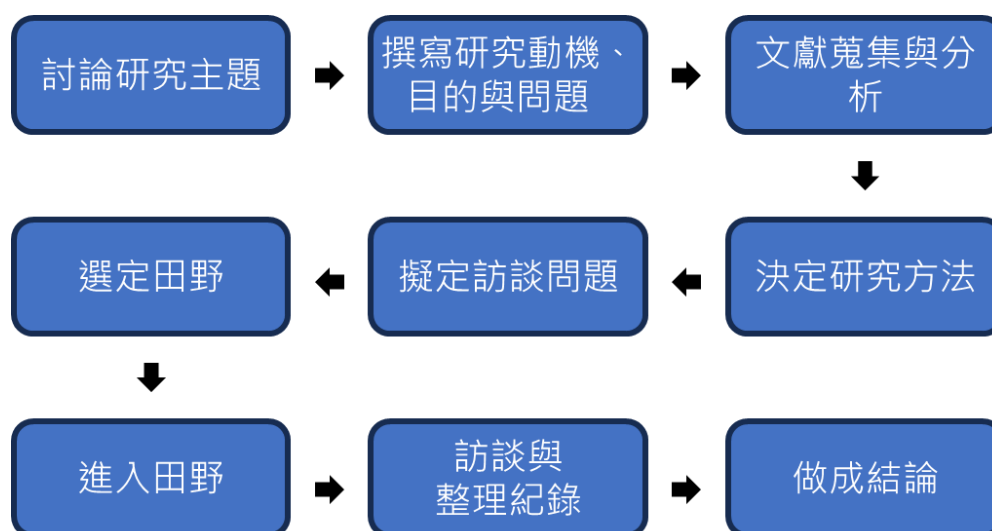 討論研究主題
撰寫研究動機、
目的與問題
文獻蒐集與分
析
決定研究方法
擬定訪談問題
選定田野
進入田野
訪談與
整理紀錄
做成結論